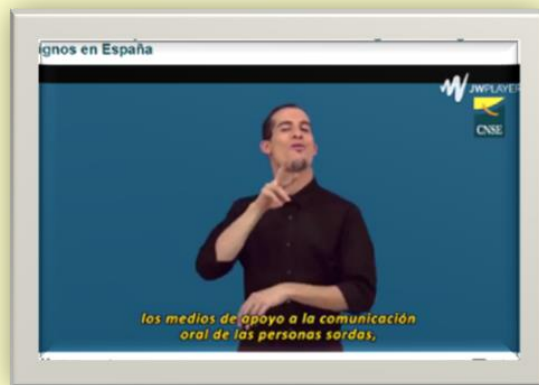 ignos en España
JWPLAYER
CNSE
los medios de apoyo a la comunicación
oral de las personas sordas,